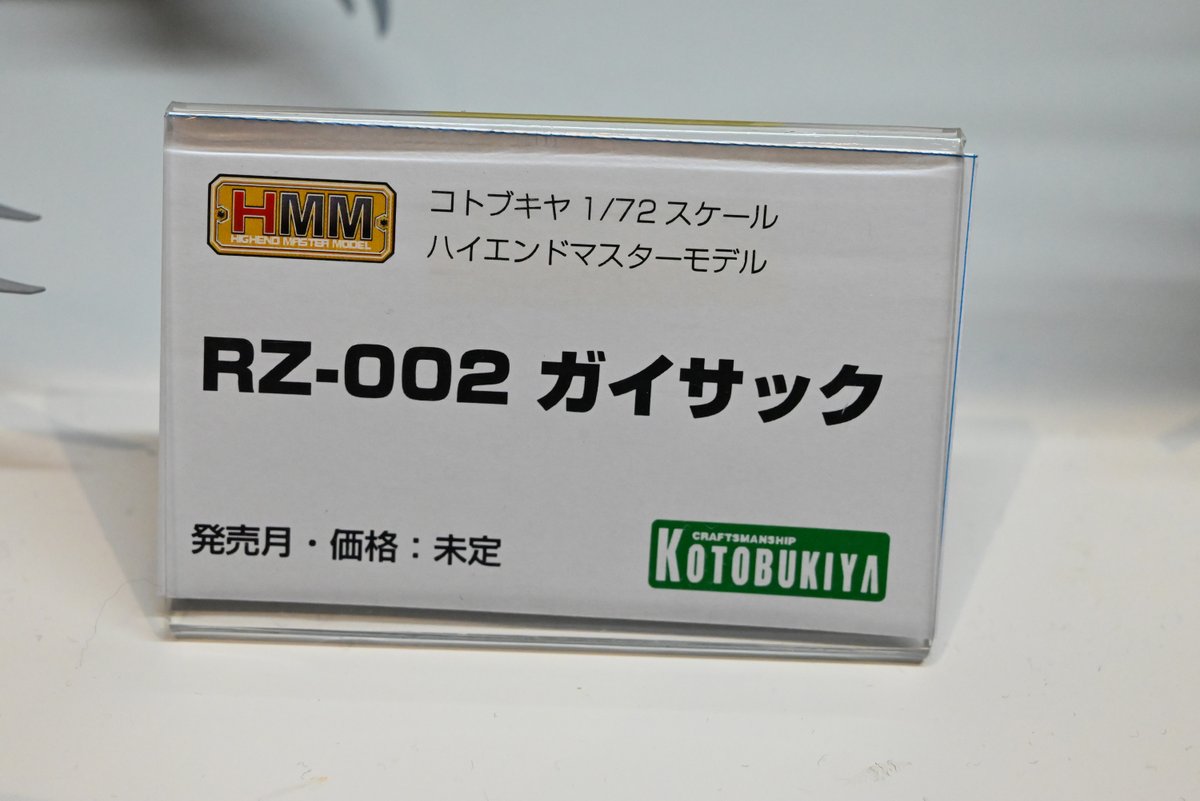 HMM
HIGHEND MASTER MODEL
コトブキヤ 1/72 スケール
ハイエンドマスターモデル
RZ-002 ガイサック
発売月・価格：未定
CRAFTSMANSHIP
KOTOBUKIYA